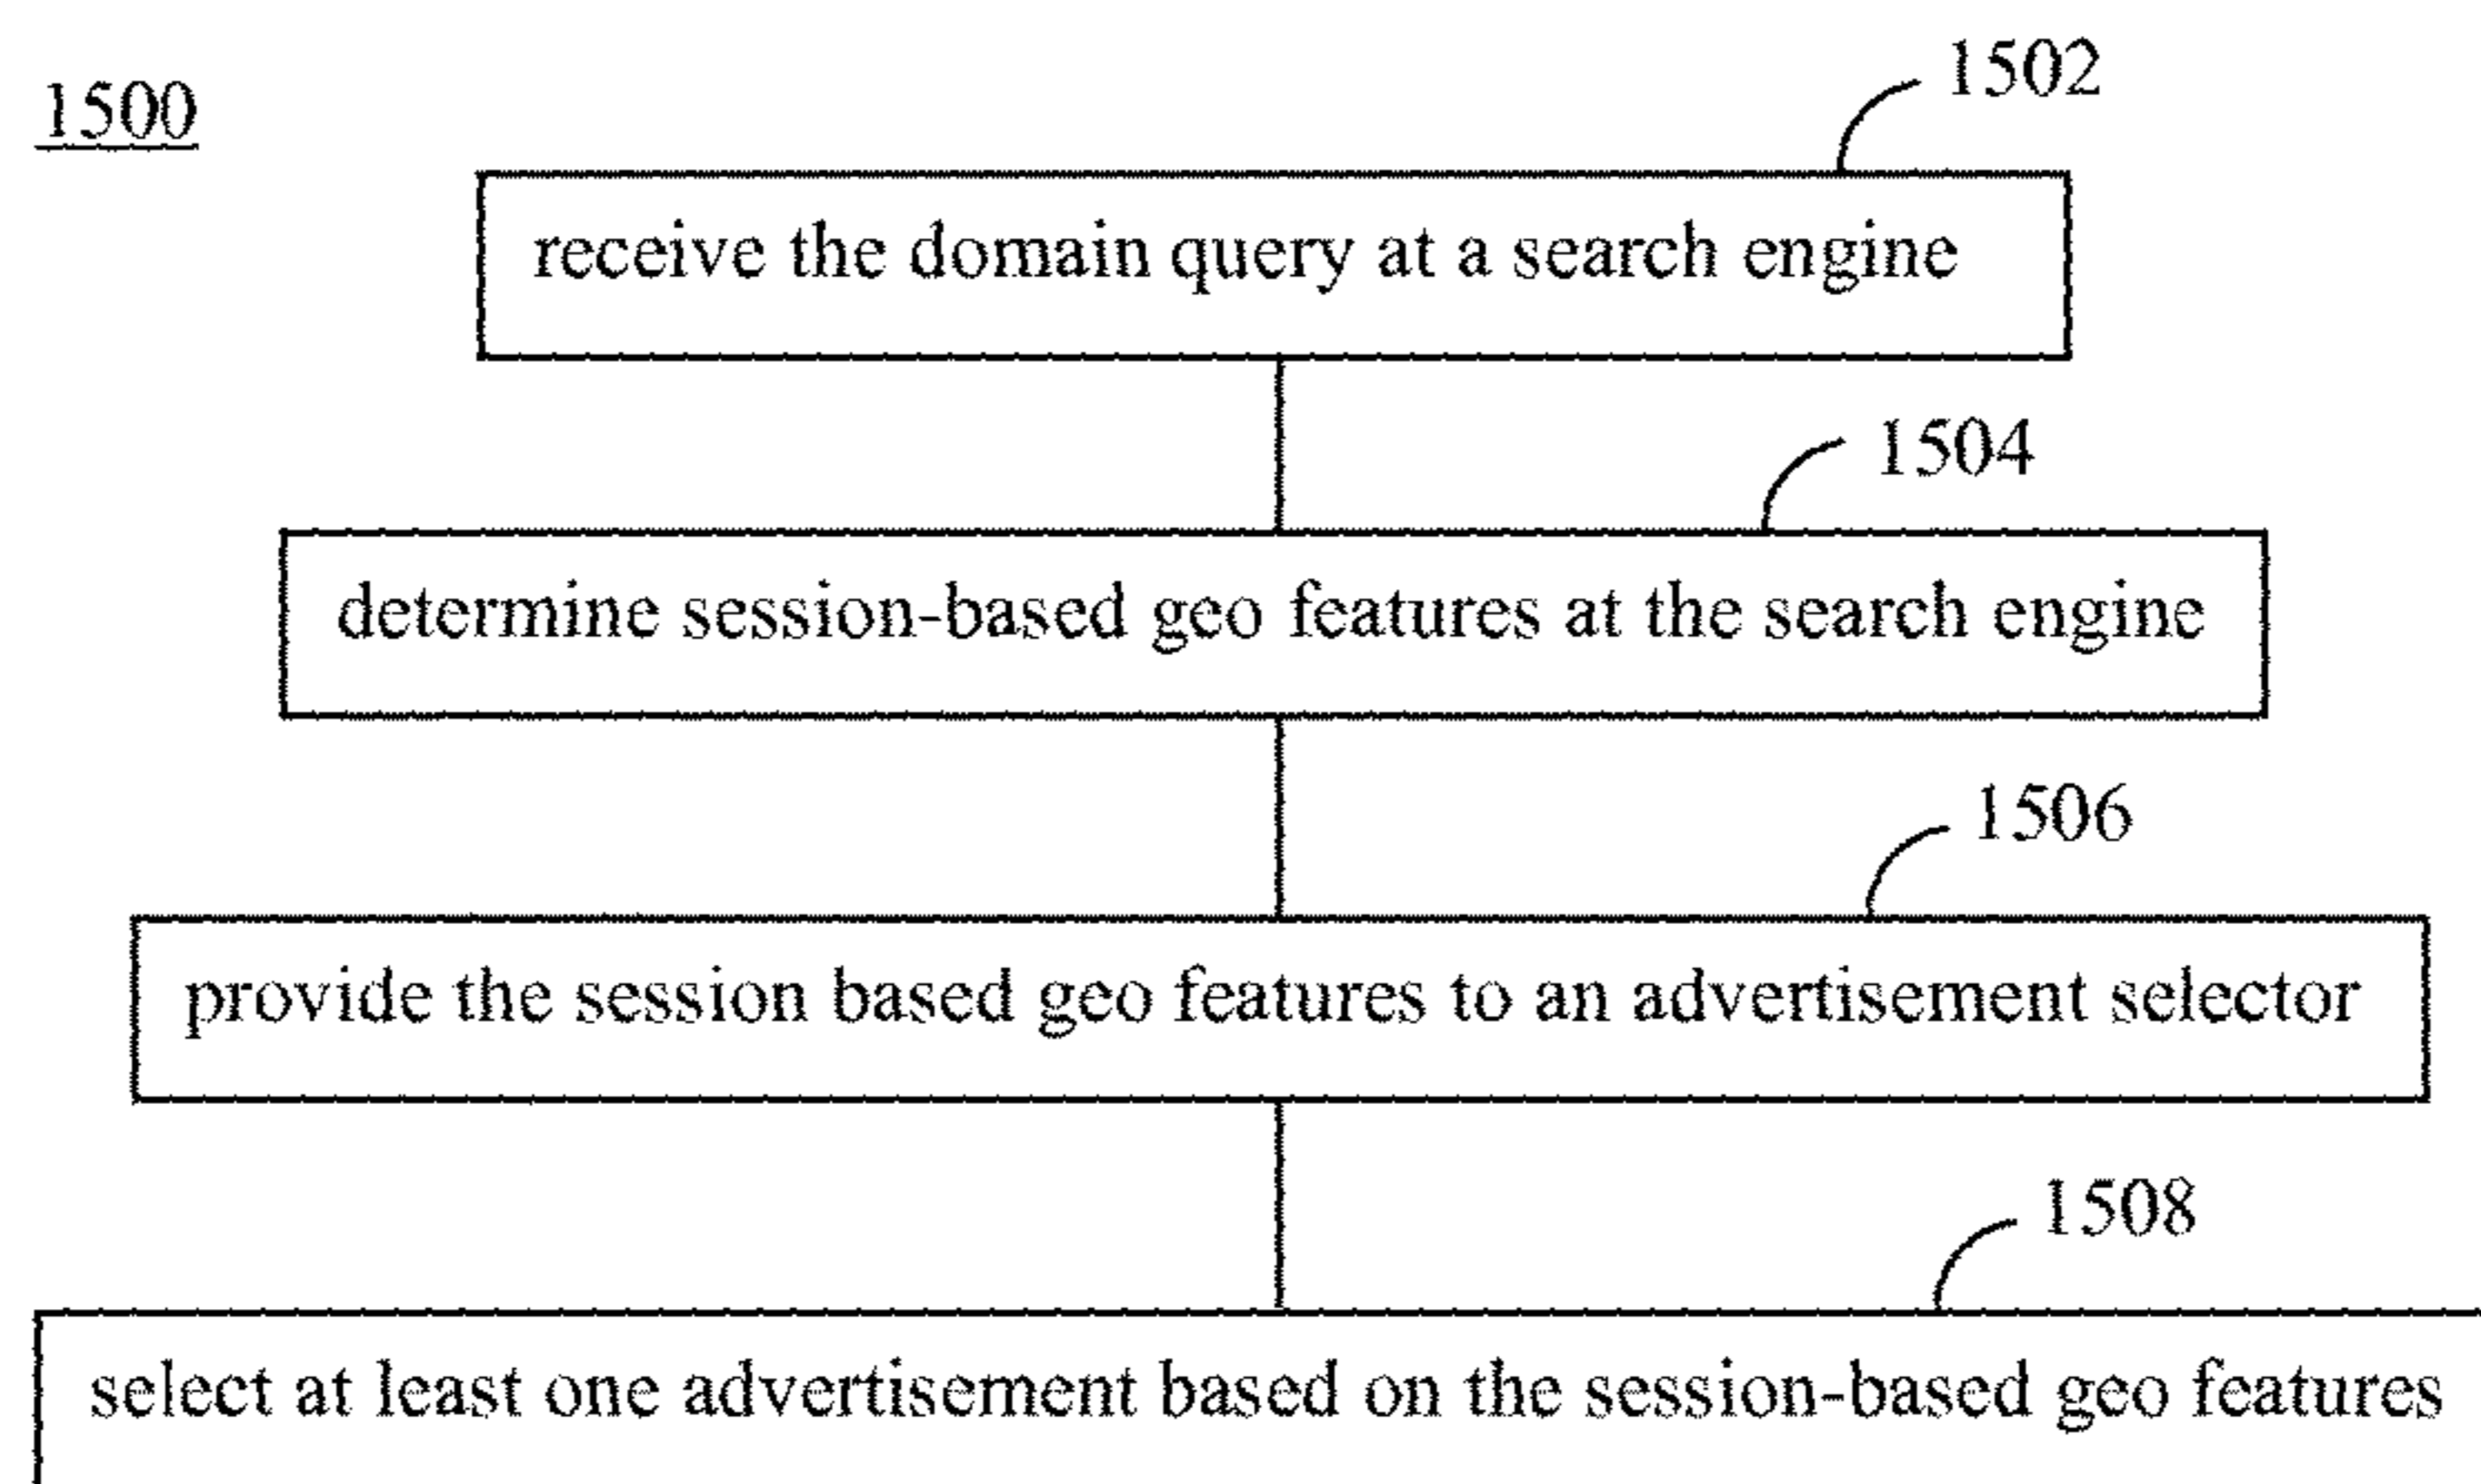 1500
1502
receive the domain query at a search engine
1504
determine session-based geo features at the search engine
1506
provide the session based geo features to an advertisement selector
1508
select at least one advertisement based on the session-based geo features